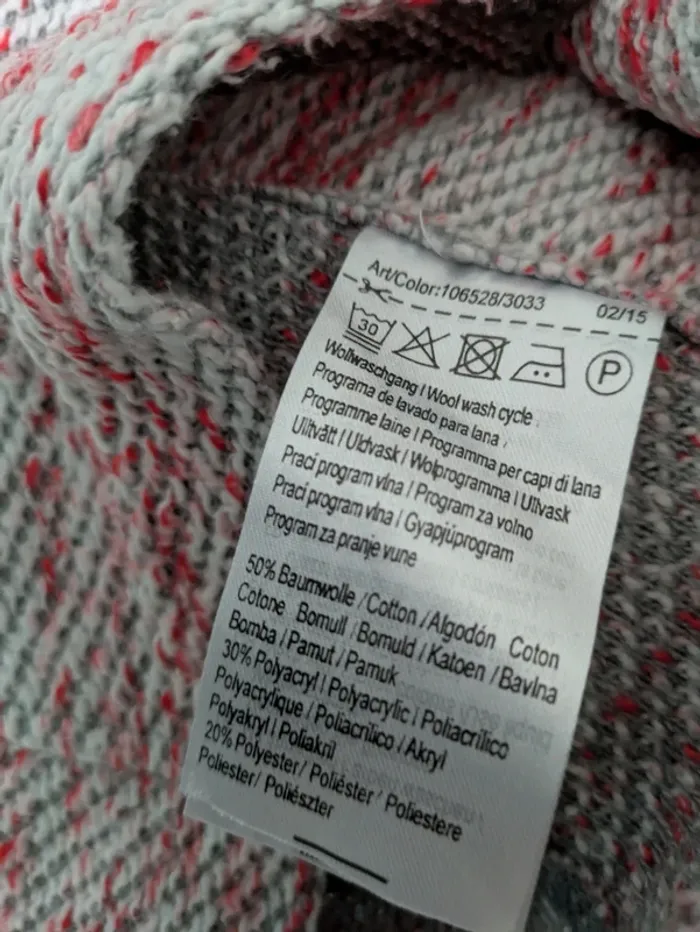 Art/Color:106528/3033 02/15
30 P
Wollwaschgang / Wool wash cycle
Programa de lavado para lana
Programme laine / Programma per capi di lana
Ulltvätt / Uldvask / Wolprogramma / Ullvask
Prací program vlna / Program za volno
Prací program vlna / Gyapjúprogram
Program za pranje vune
50% Baumwolle / Cotton / Algodón Coton
Cotone Bomull / Bomuld / Katoen / Bavlna
Bomba / Pamut / Pamuk
30% Polyacryl / Polyacrylic / Poliacrílico
Polyacrylique / Poliacrilico / Akryl
Polyakryl / Poliakril
20% Polyester / Poliéster / Poliestere
Poliester / Poliészter